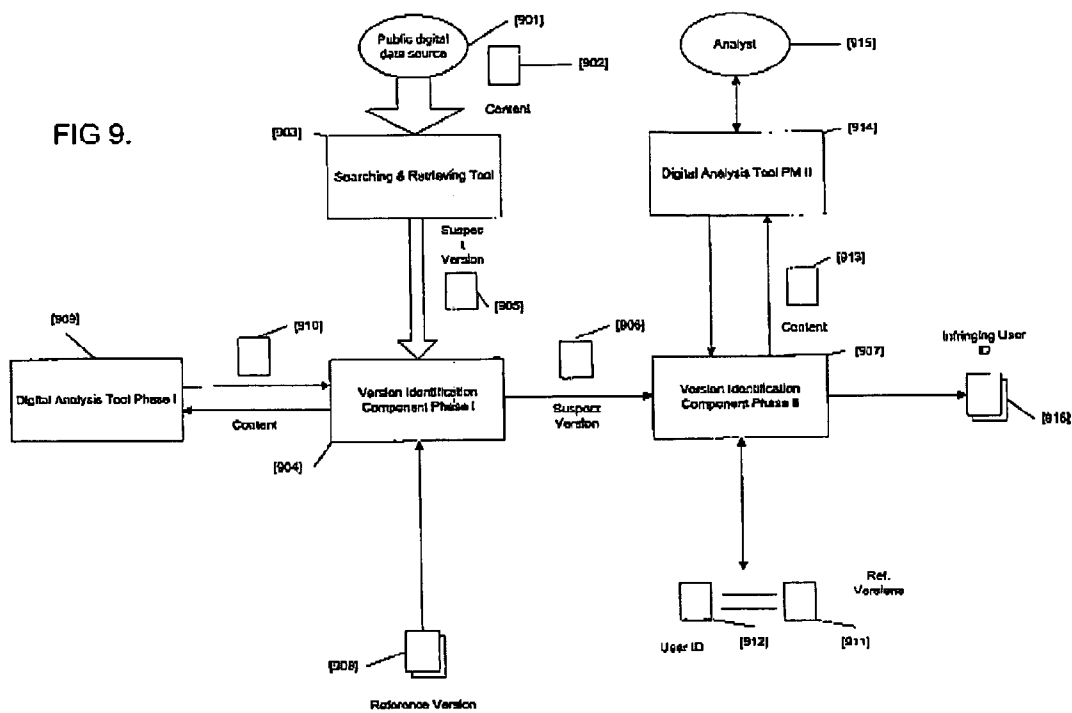 FIG 9.
Public digital
data source
[901]
[902]
Content
Analyst
[915]
[903]
Searching & Retrieving Tool
[914]
Digital Analysis Tool PM II
Suspec
t
Version
[905]
[913]
Content
[909]
[910]
Digital Analysis Tool Phase I
Content
Version Identification
Component Phase I
[904]
[906]
Suspect
Version
[907]
Version Identification
Component Phase II
Infringing User
ID
[916]
[908]
Reference Version
Ref.
Versions
User ID
[912]
[911]